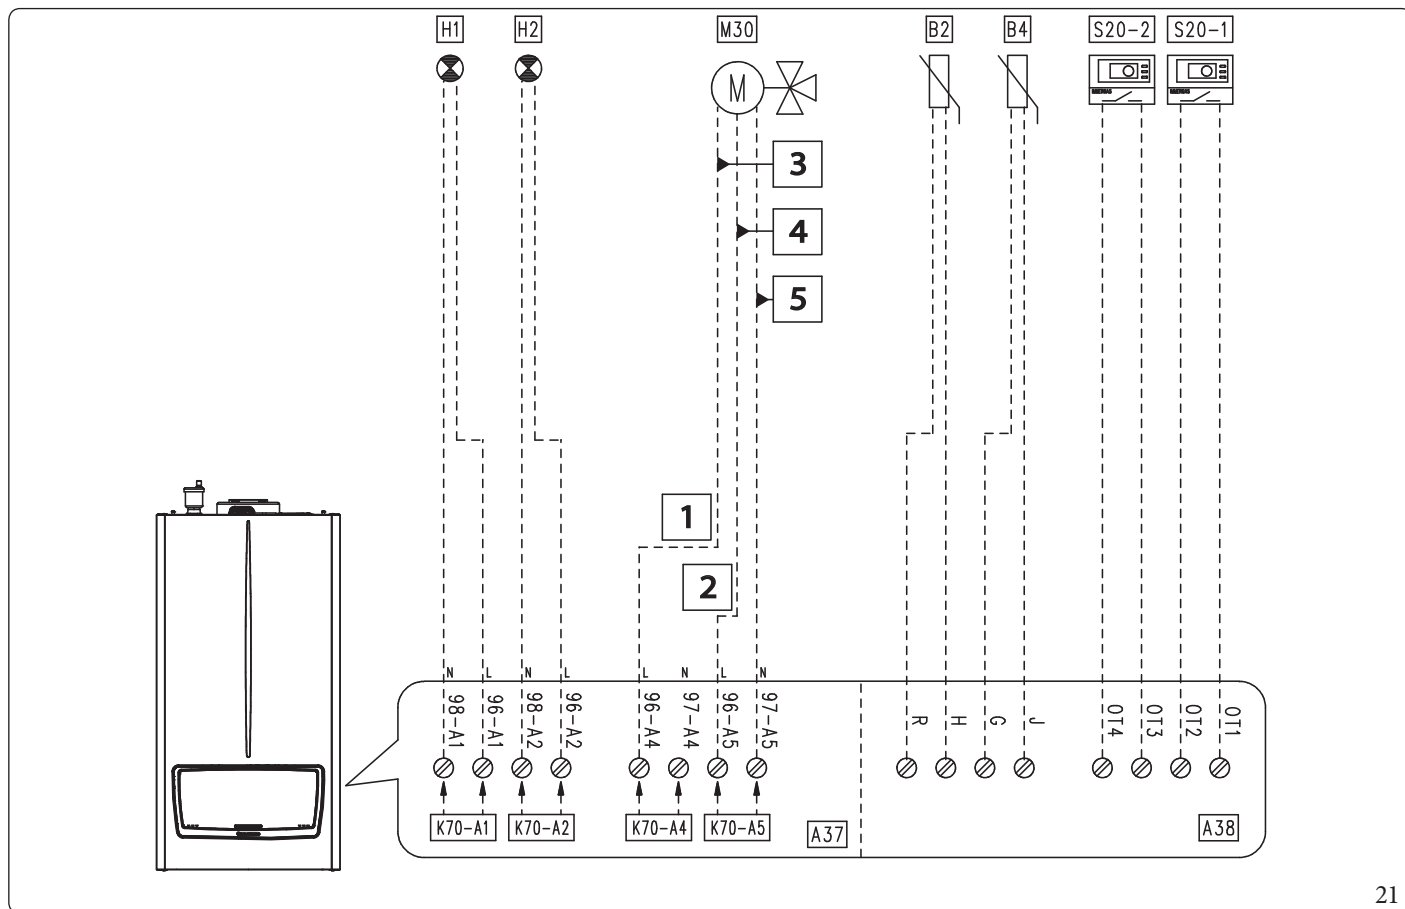 H1 H2 M30 B2 B4 S20-2 S20-1
M
3
4
5
1
2
N L N L L N L N
98-A1 96-A1 98-A2 96-A2 96-A4 97-A4 96-A5 97-A5 R H G J OT4 OT3 OT2 OT1
K70-A1 K70-A2 K70-A4 K70-A5 A37 A38
21